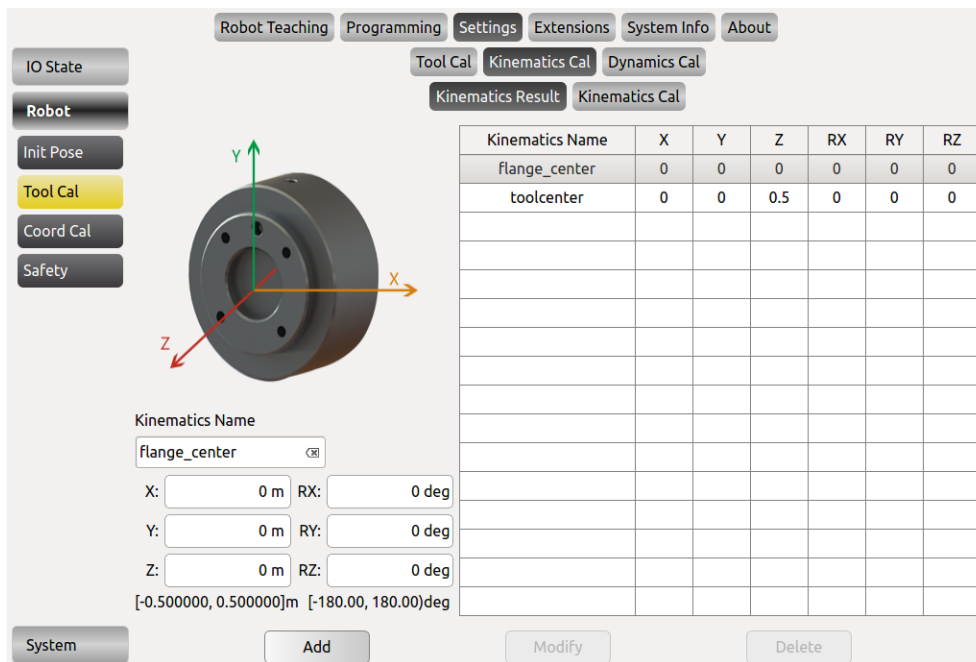 Robot Teaching Programming Settings Extensions System Info About
IO State
Robot
Init Pose
Tool Cal
Coord Cal
Safety
System
Tool Cal Kinematics Cal Dynamics Cal
Kinematics Result Kinematics Cal
Y
X
Z
Kinematics Name
flange_center
X: 0 m RX: 0 deg
Y: 0 m RY: 0 deg
Z: 0 m RZ: 0 deg
[-0.500000, 0.500000]m [-180.00, 180.00)deg
Kinematics Name X Y Z RX RY RZ
flange_center 0 0 0 0 0 0
toolcenter 0 0 0.5 0 0 0
Add Modify Delete